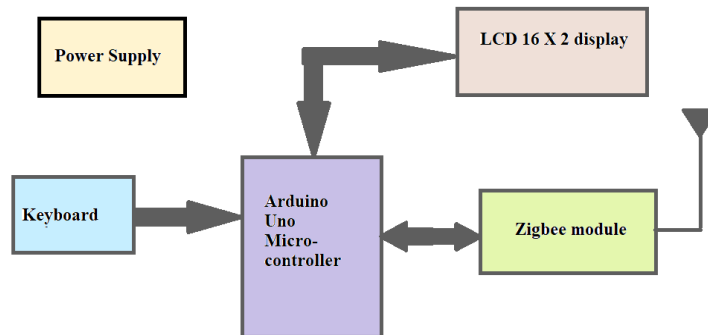 Power Supply
LCD 16 X 2 display
Keyboard
Arduino
Uno
Micro-
controller
Zigbee module